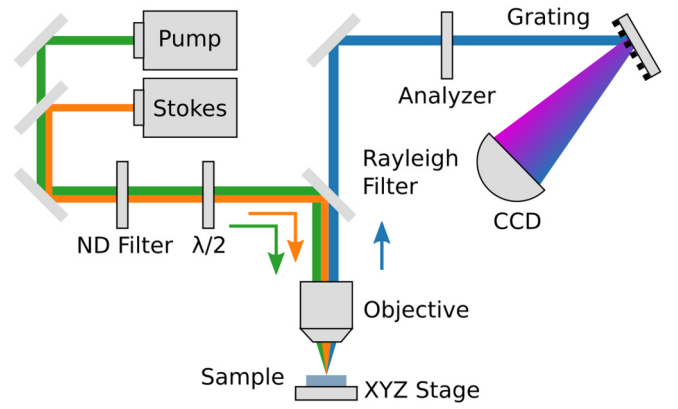 Pump
Grating
Stokes
Analyzer
Rayleigh
Filter
CCD
ND Filter
λ/2
Objective
Sample
XYZ Stage